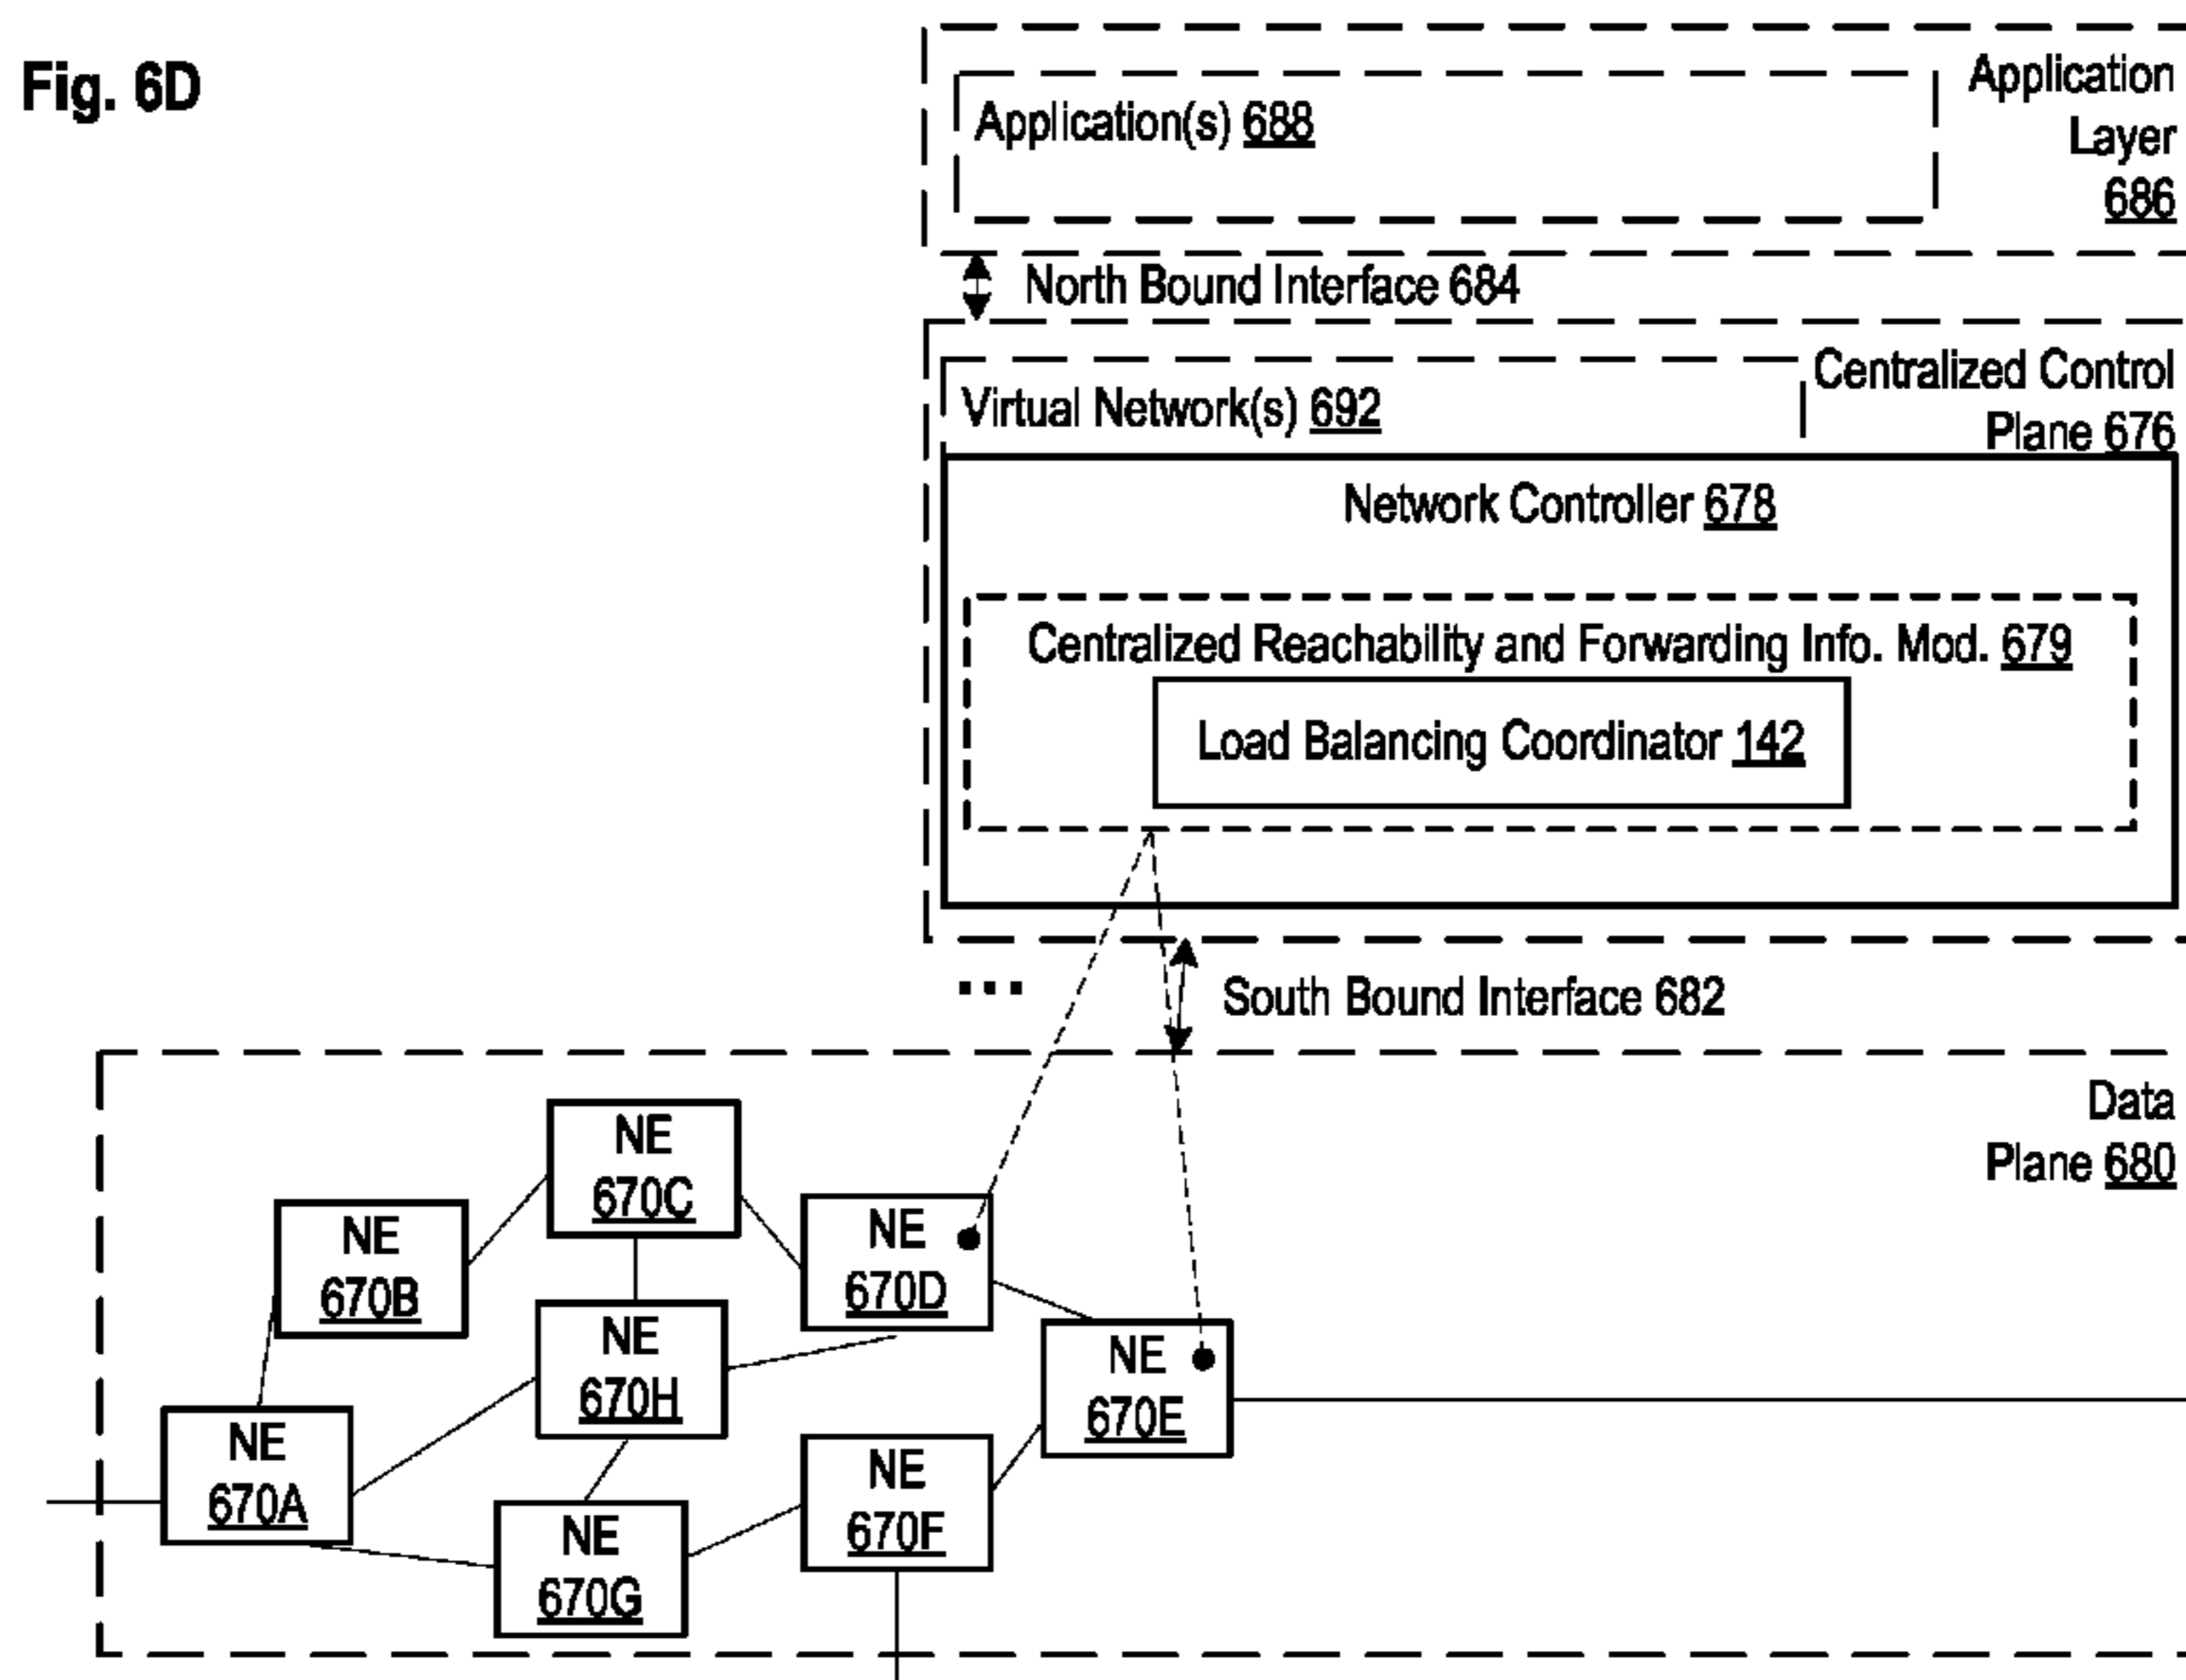 Fig. 6D
Application(s) 688
Application
Layer
686
North Bound Interface 684
Virtual Network(s) 692
Centralized Control
Plane 676
Network Controller 678
Centralized Reachability and Forwarding Info. Mod. 679
Load Balancing Coordinator 142
...
South Bound Interface 682
Data
Plane 680
NE
670C
NE
670B
NE
670D
NE
670H
NE
670E
NE
670A
NE
670F
NE
670G